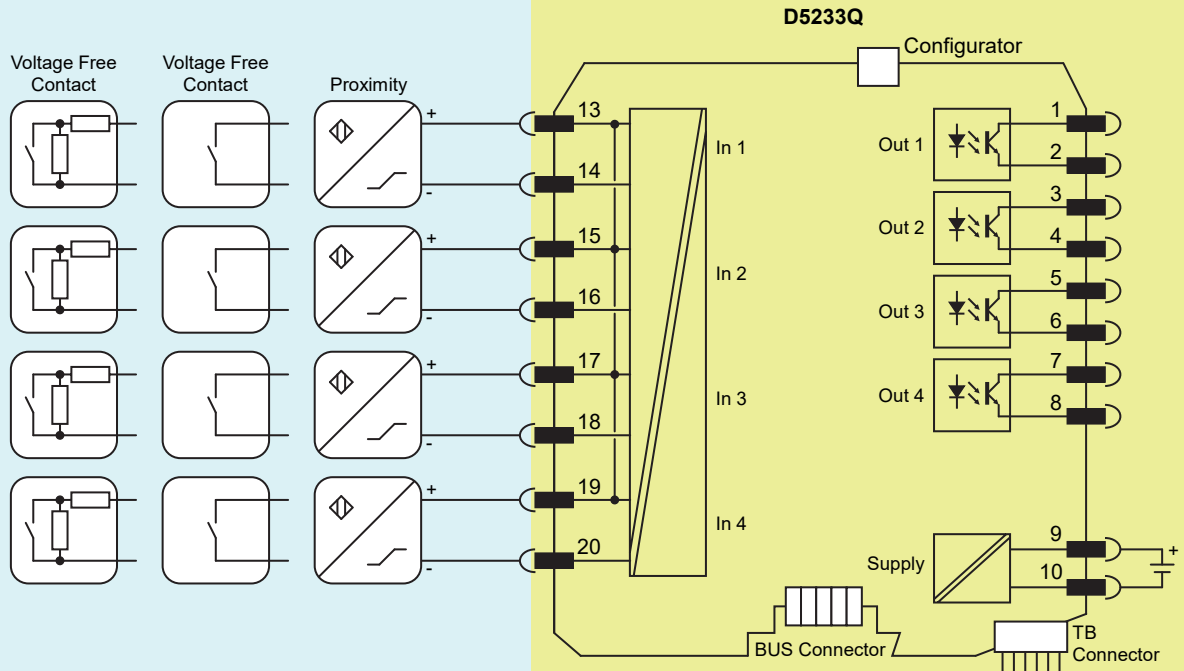 D5233Q
Configurator
Voltage Free
Contact
Voltage Free
Contact
Proximity
+
13
In 1
-
14
+
15
In 2
-
16
+
17
In 3
-
18
+
19
In 4
-
20
Out 1
1
2
Out 2
3
4
Out 3
5
6
Out 4
7
8
Supply
9
10
+
BUS Connector
TB
Connector